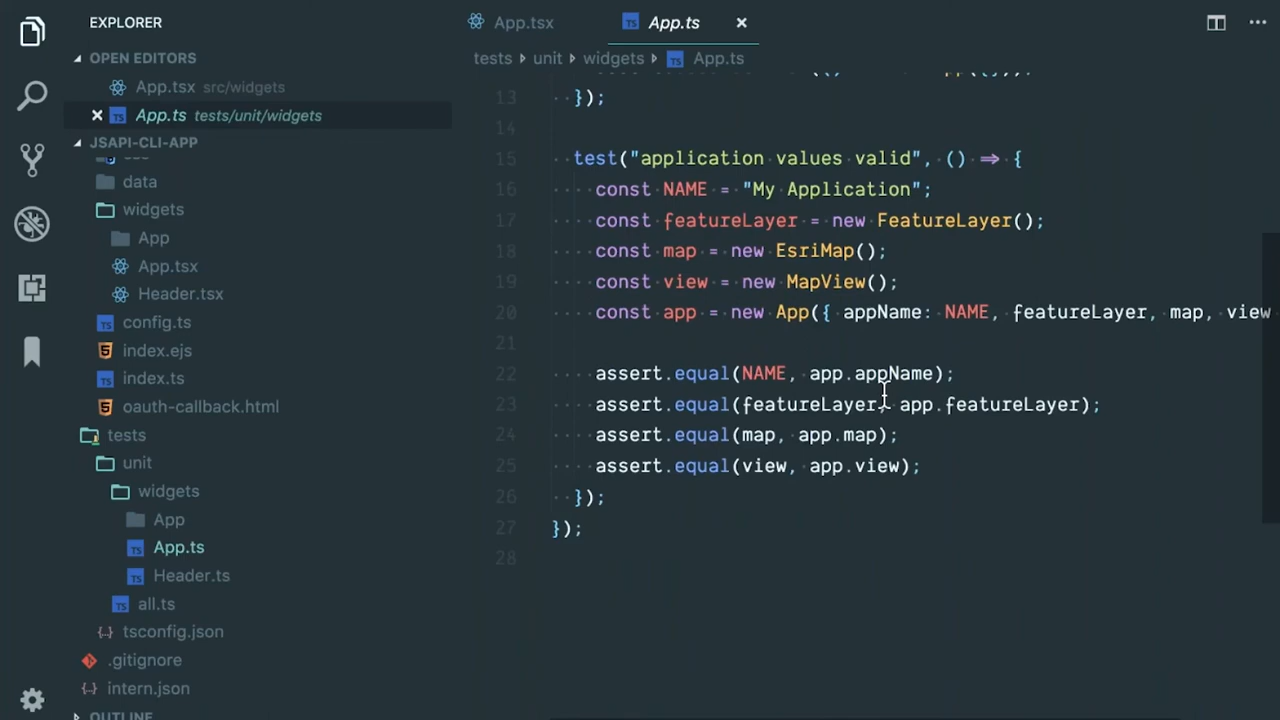 EXPLORER
OPEN EDITORS
App.tsx src/widgets
App.ts tests/unit/widgets
JSAPI-CLI-APP
data
widgets
App
App.tsx
Header.tsx
config.ts
index.ejs
index.ts
oauth-callback.html
tests
unit
widgets
App
App.ts
Header.ts
all.ts
tsconfig.json
.gitignore
intern.json
OUTLINE
App.tsx
App.ts
tests unit widgets App.ts
13 });
14
15 test("application values valid", () => {
16 const NAME = "My Application";
17 const featureLayer = new FeatureLayer();
18 const map = new EsriMap();
19 const view = new MapView();
20 const app = new App({ appName: NAME, featureLayer, map, view
21
22 assert.equal(NAME, app.appName);
23 assert.equal(featureLayer, app.featureLayer);
24 assert.equal(map, app.map);
25 assert.equal(view, app.view);
26 });
27 });
28